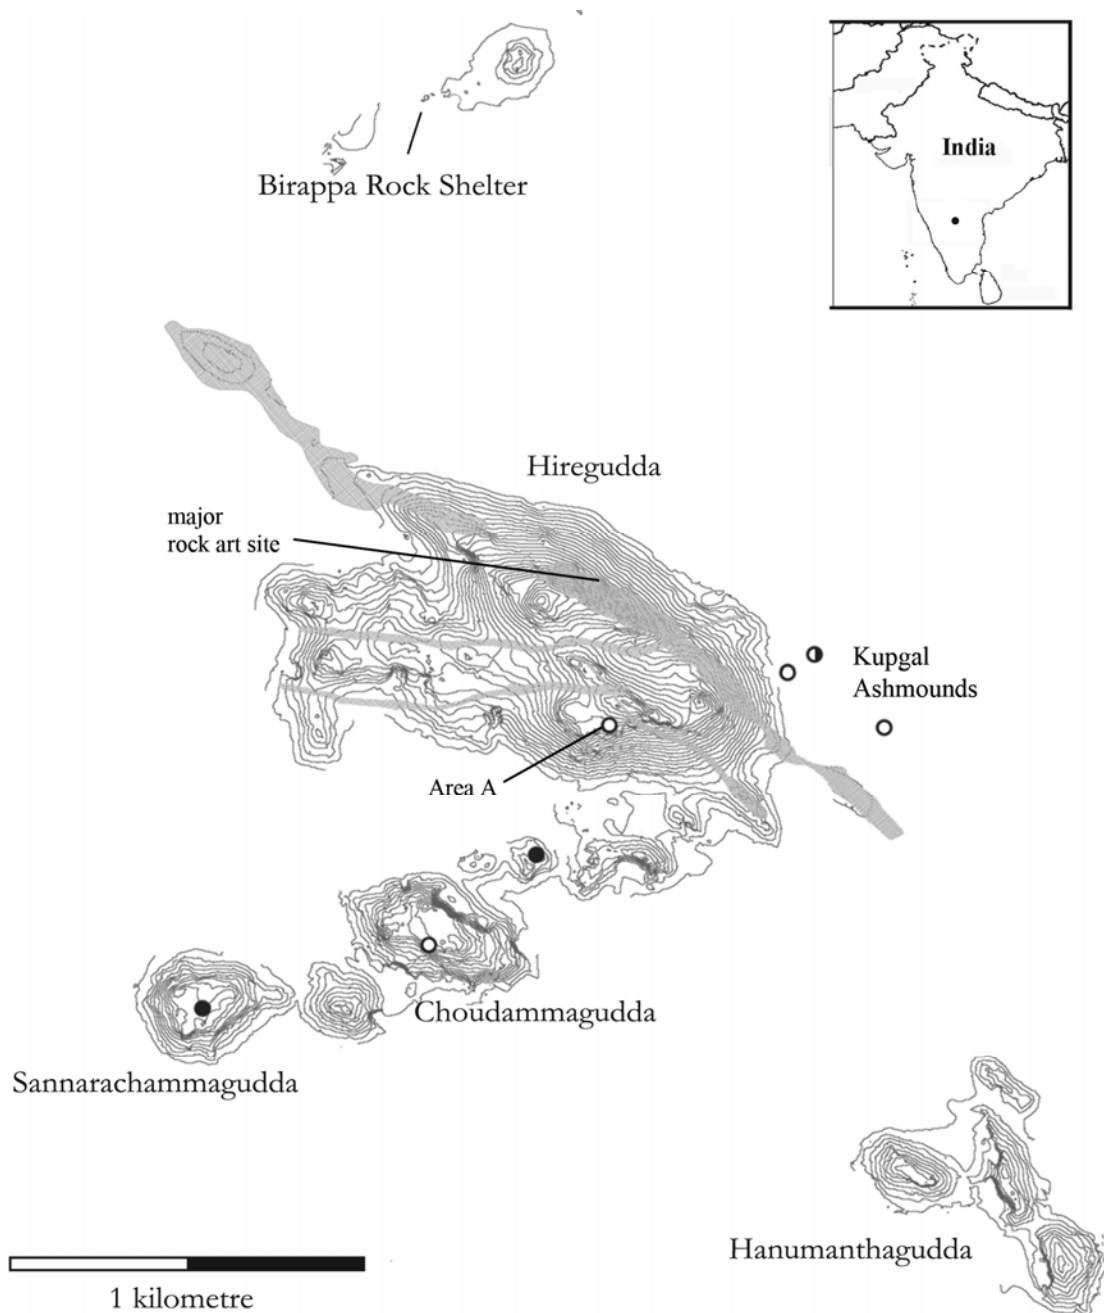 India
Birappa Rock Shelter
Hiregudda
major
rock art site
Kupgal
Ashmounds
Area A
Choudammagudda
Sannarachammagudda
Hanumanthagudda
1 kilometre